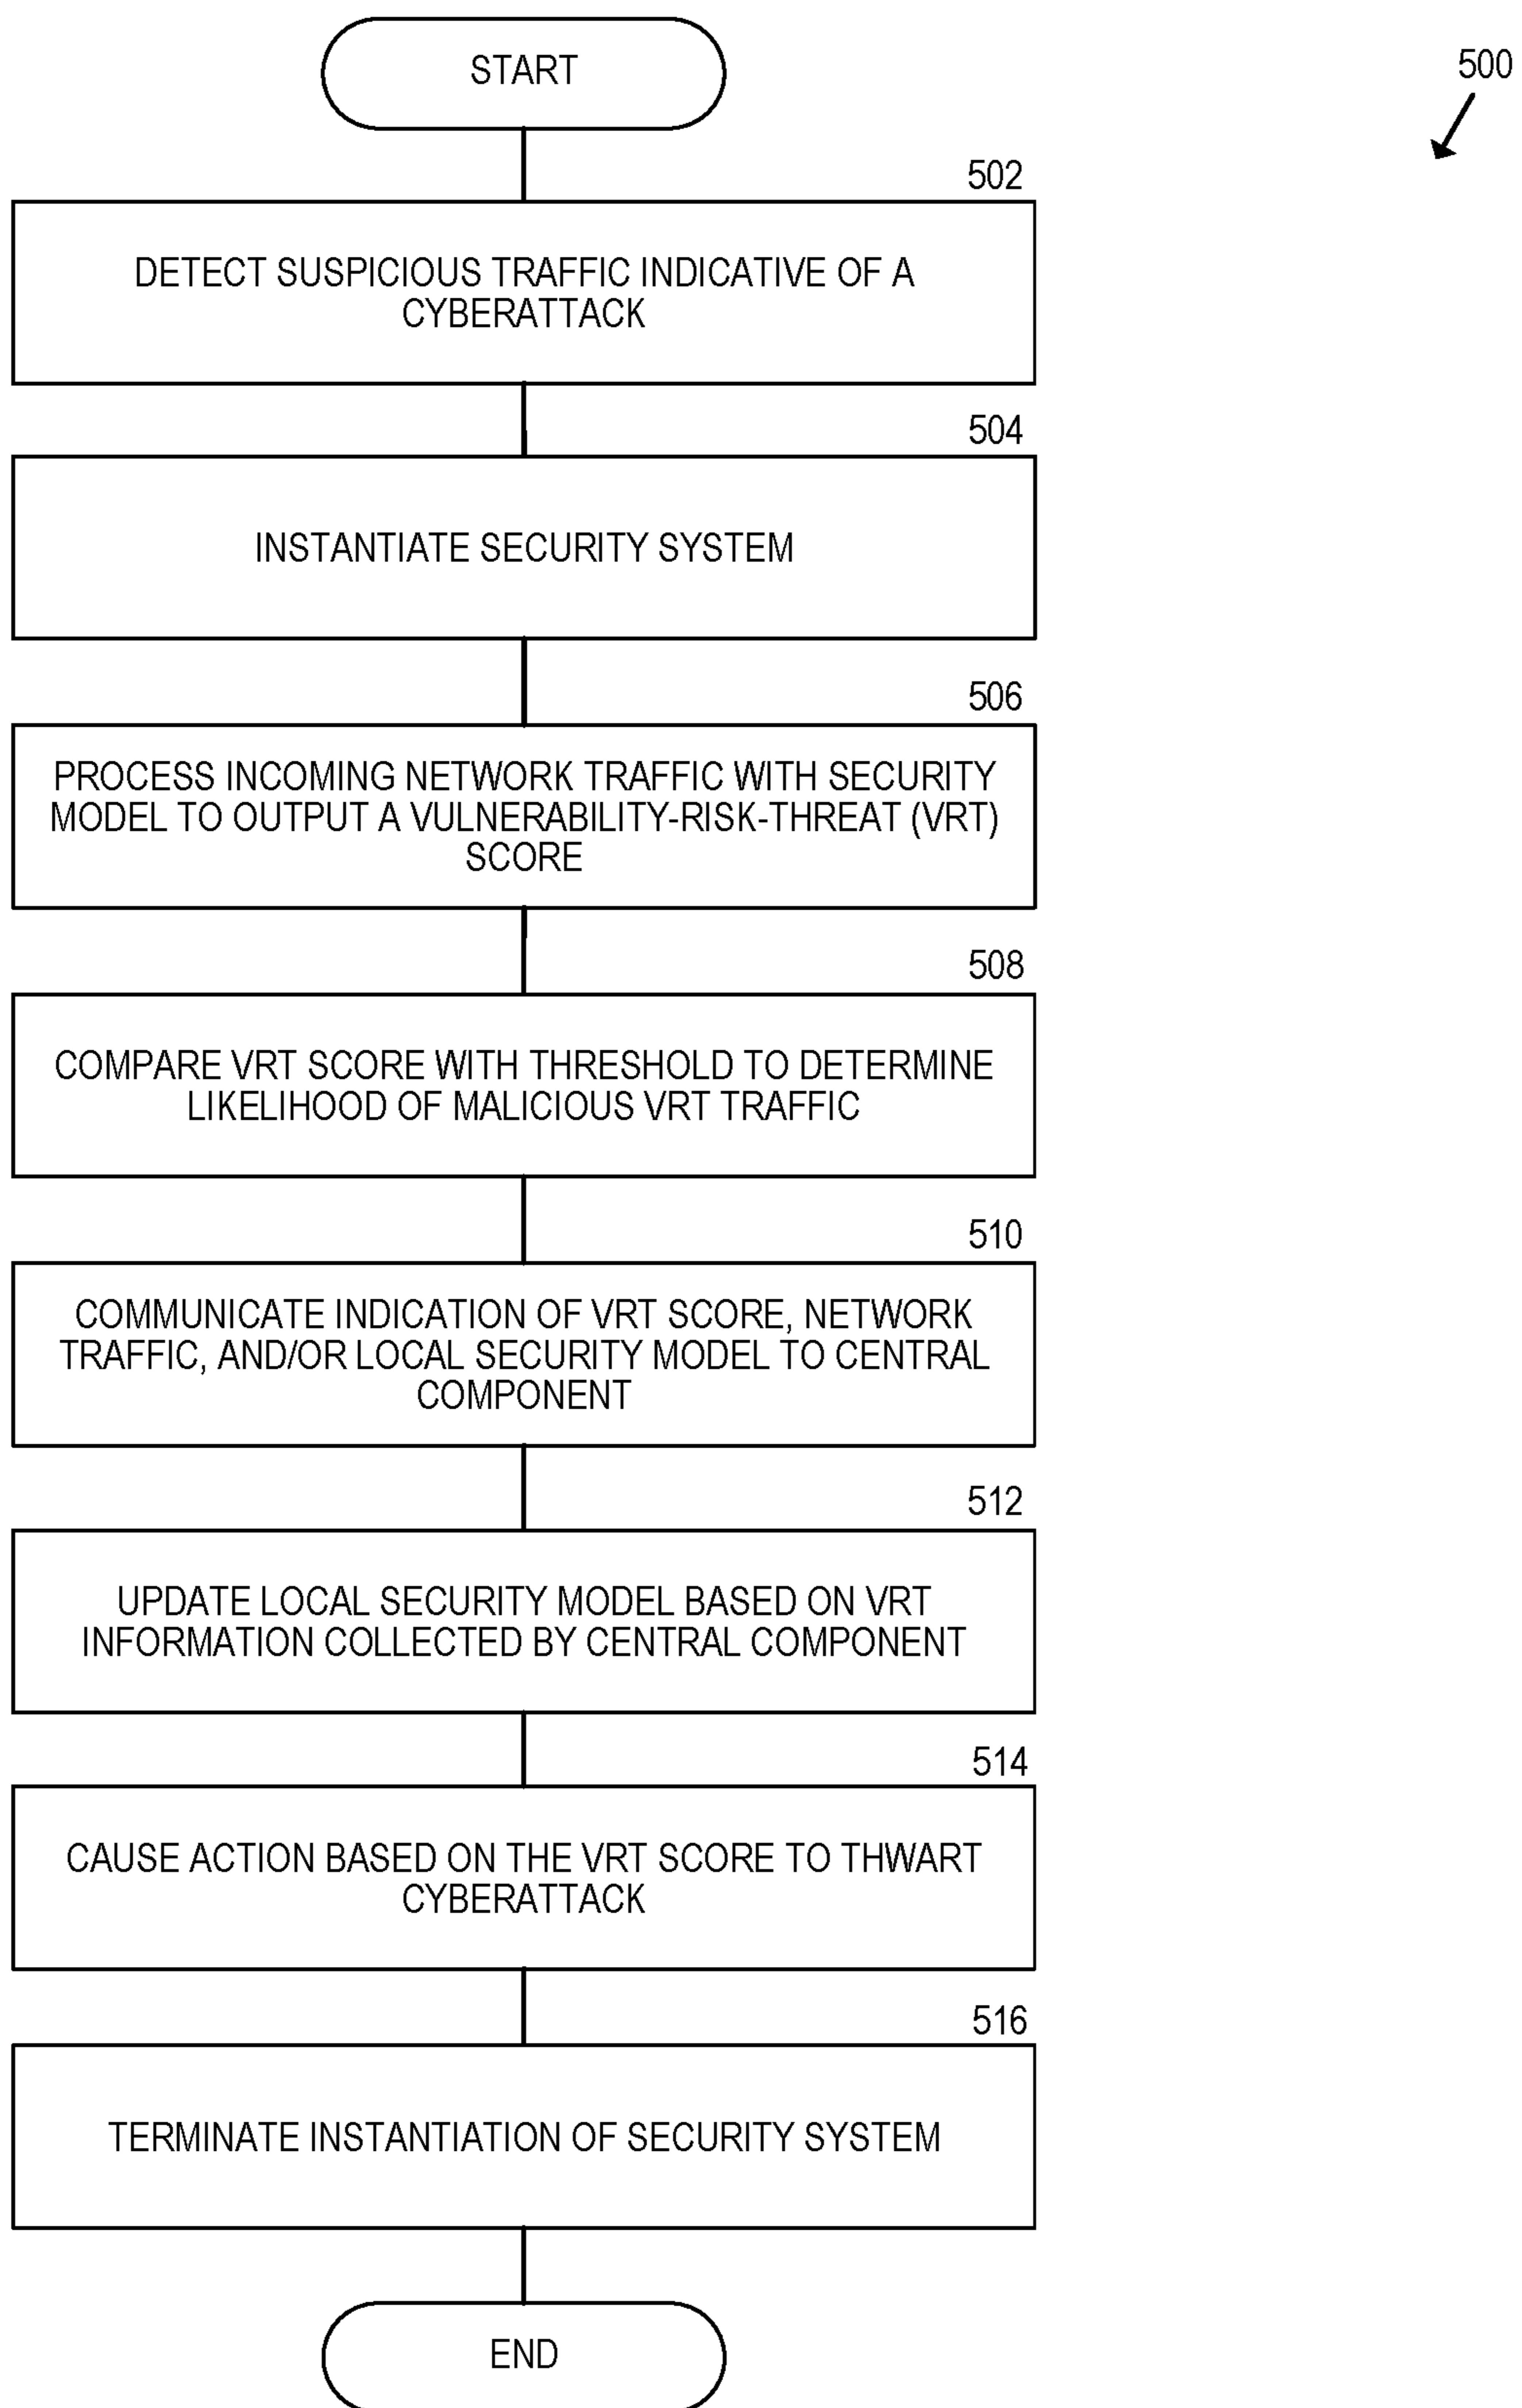 START
500
502
DETECT SUSPICIOUS TRAFFIC INDICATIVE OF A
CYBERATTACK
504
INSTANTIATE SECURITY SYSTEM
506
PROCESS INCOMING NETWORK TRAFFIC WITH SECURITY
MODEL TO OUTPUT A VULNERABILITY-RISK-THREAT (VRT)
SCORE
508
COMPARE VRT SCORE WITH THRESHOLD TO DETERMINE
LIKELIHOOD OF MALICIOUS VRT TRAFFIC
510
COMMUNICATE INDICATION OF VRT SCORE, NETWORK
TRAFFIC, AND/OR LOCAL SECURITY MODEL TO CENTRAL
COMPONENT
512
UPDATE LOCAL SECURITY MODEL BASED ON VRT
INFORMATION COLLECTED BY CENTRAL COMPONENT
514
CAUSE ACTION BASED ON THE VRT SCORE TO THWART
CYBERATTACK
516
TERMINATE INSTANTIATION OF SECURITY SYSTEM
END